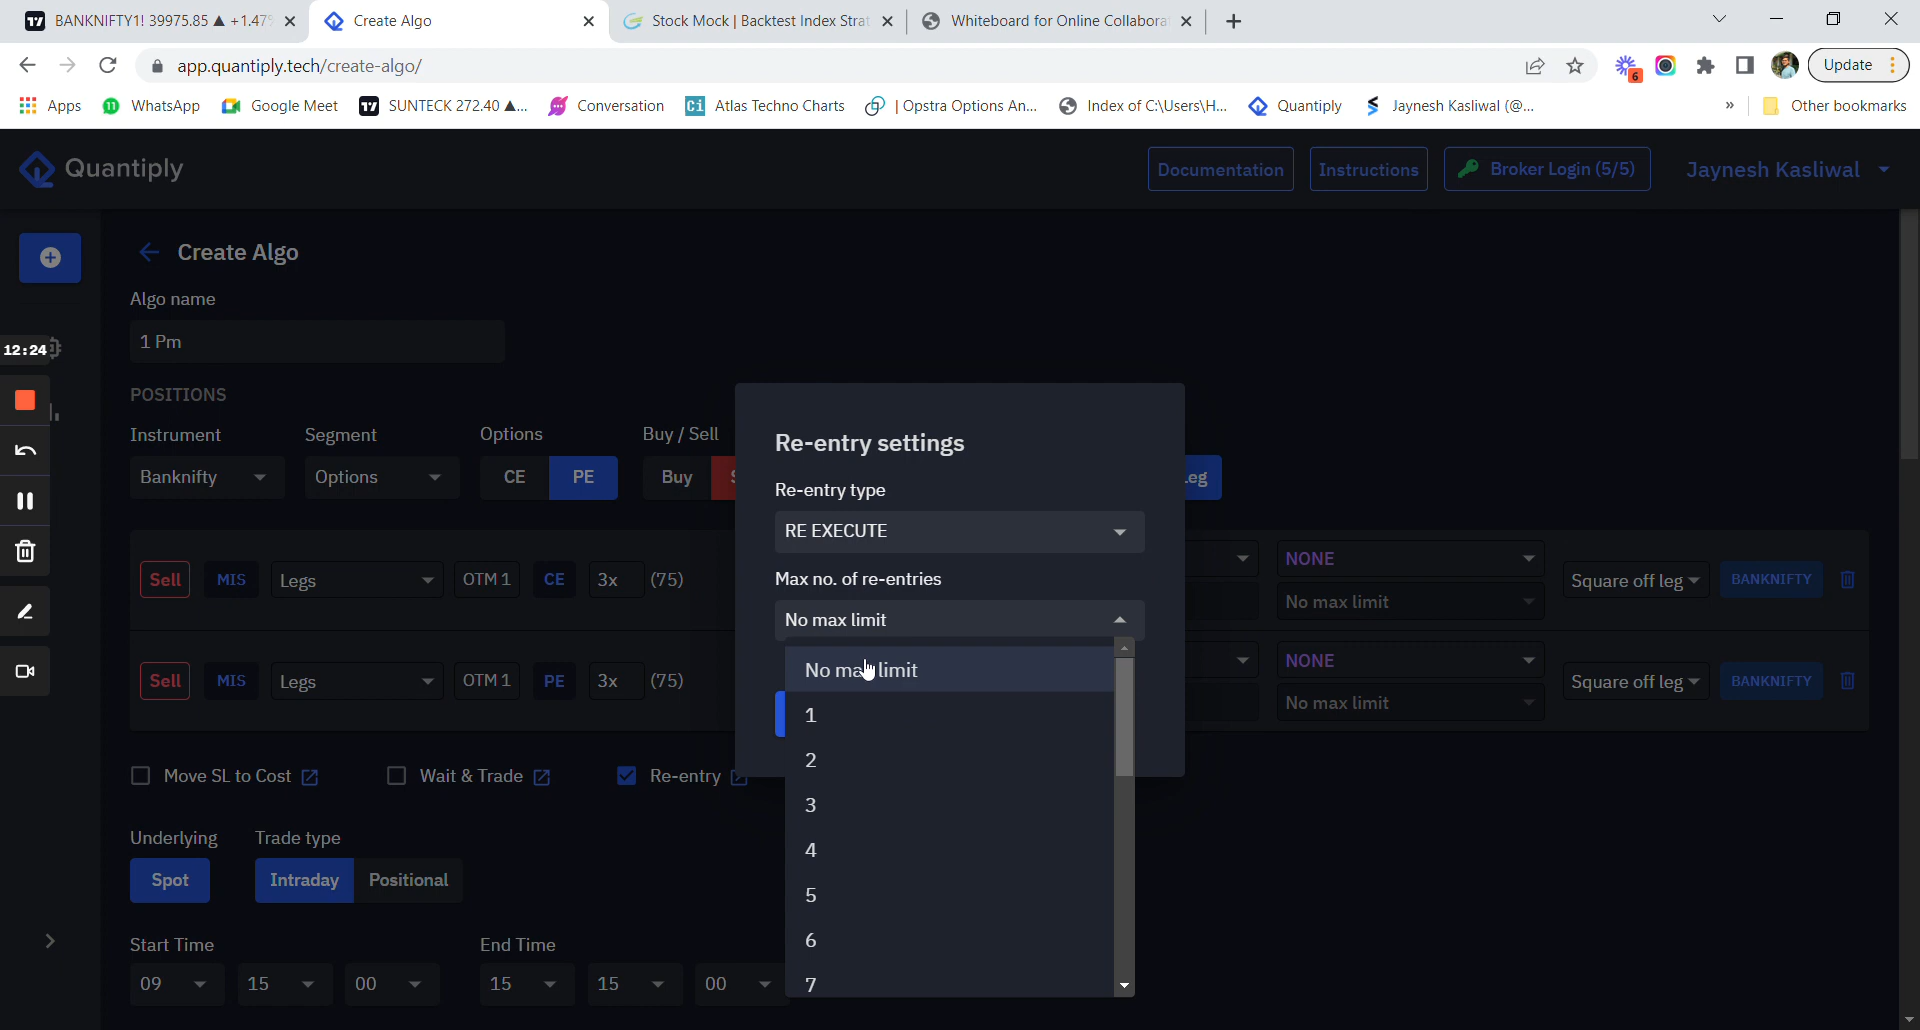 BANKNIFTY1! 39975.85 ▲ +1.47%
Create Algo
Stock Mock | Backtest Index Strat
Whiteboard for Online Collabora
app.quantiply.tech/create-algo/
6
Update
Apps
WhatsApp
Google Meet
SUNTECK 272.40 ▲...
Conversation
Atlas Techno Charts
| Opstra Options An...
Index of C:\Users\H...
Quantiply
Jaynesh Kasliwal (@...
»
Other bookmarks
Quantiply
Documentation
Instructions
Broker Login (5/5)
Jaynesh Kasliwal
Create Algo
Algo name
1 Pm
12:24
POSITIONS
Instrument Segment Options Buy / Sell
Banknifty Options CE PE Buy
Leg
Re-entry settings
Re-entry type
RE EXECUTE
Max no. of re-entries
No max limit
No max limit
1
2
3
4
5
6
7
Sell MIS Legs OTM 1 CE 3x (75)
NONE
No max limit
Square off leg BANKNIFTY
Sell MIS Legs OTM 1 PE 3x (75)
NONE
No max limit
Square off leg BANKNIFTY
Move SL to Cost Wait & Trade Re-entry
Underlying Trade type
Spot Intraday Positional
Start Time End Time
09 15 00 15 15 00